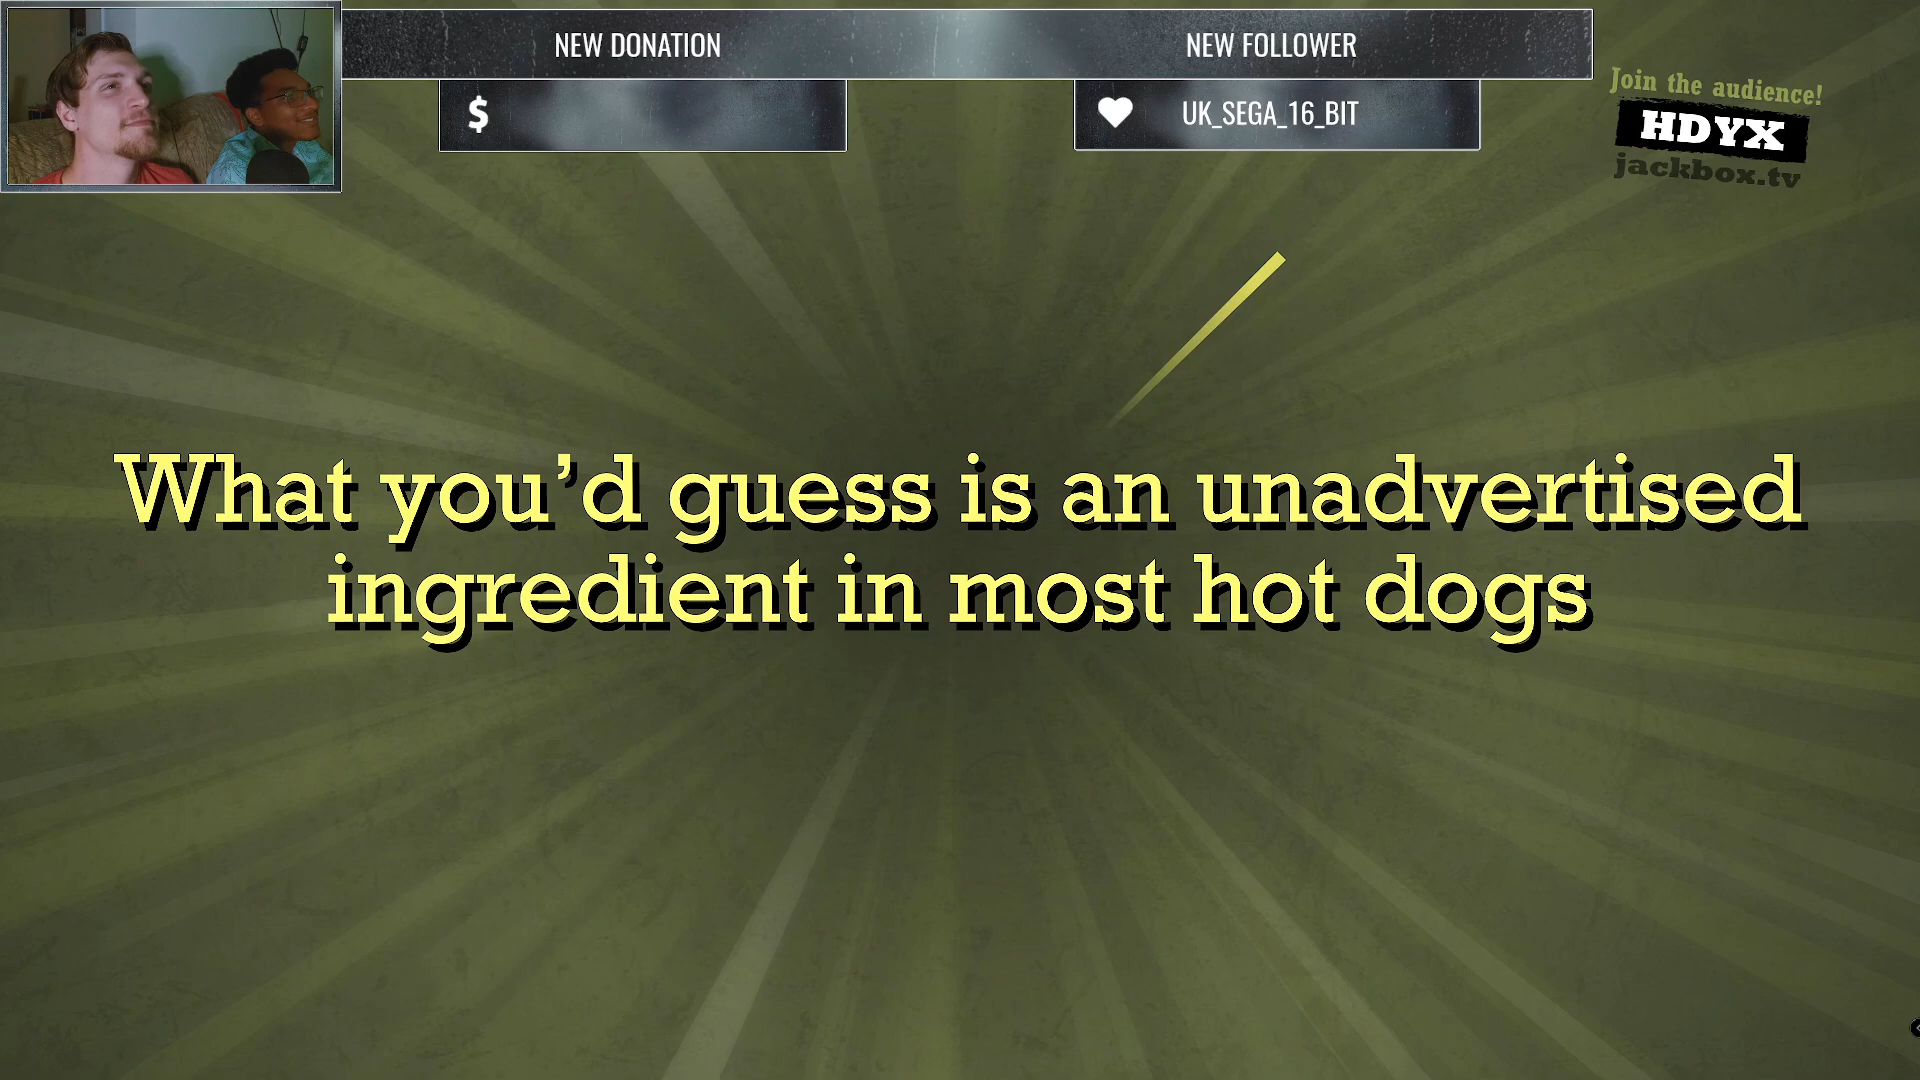 NEW DONATION
NEW FOLLOWER
$
UK_SEGA_16_BIT
Join the audience!
HDYX
jackbox.tv
What you’d guess is an unadvertised
ingredient in most hot dogs